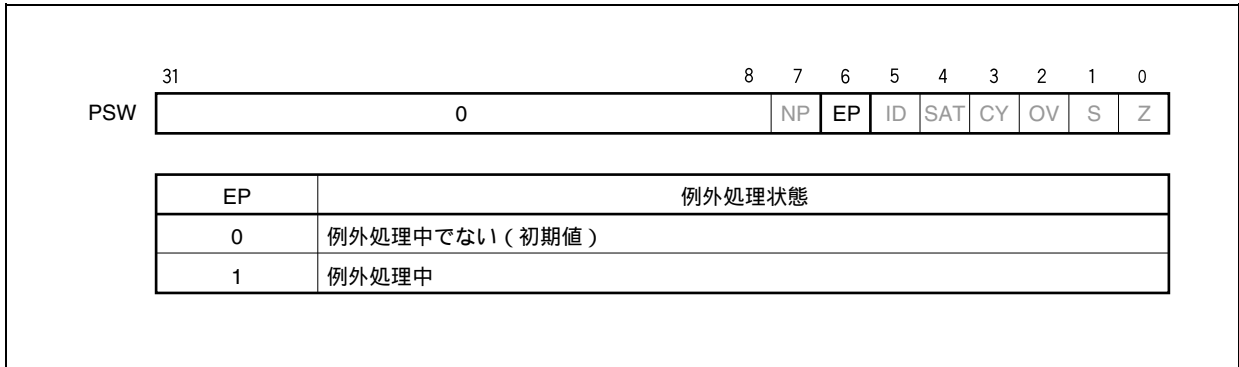 31 8 7 6 5 4 3 2 1 0
PSW 0 NP EP ID SAT CY OV S Z
EP 例外処理状態
0 例外処理中でない（初期値）
1 例外処理中